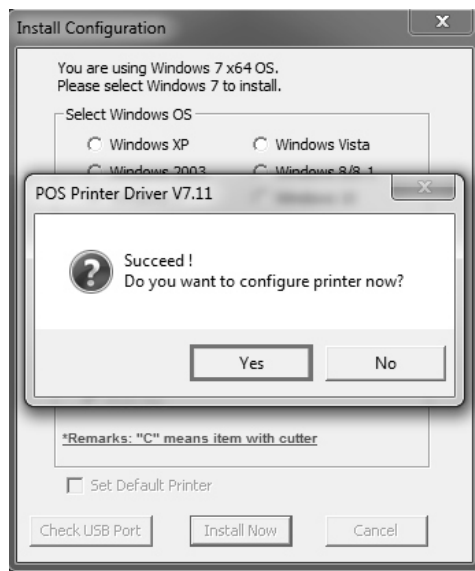 Install Configuration
You are using Windows 7 x64 OS.
Please select Windows 7 to install.
Select Windows OS
Windows XP
Windows Vista
Windows 2003
Windows 8/8.1
POS Printer Driver V7.11
Succeed !
Do you want to configure printer now?
Yes
No
*Remarks: "C" means item with cutter
Set Default Printer
Check USB Port
Install Now
Cancel